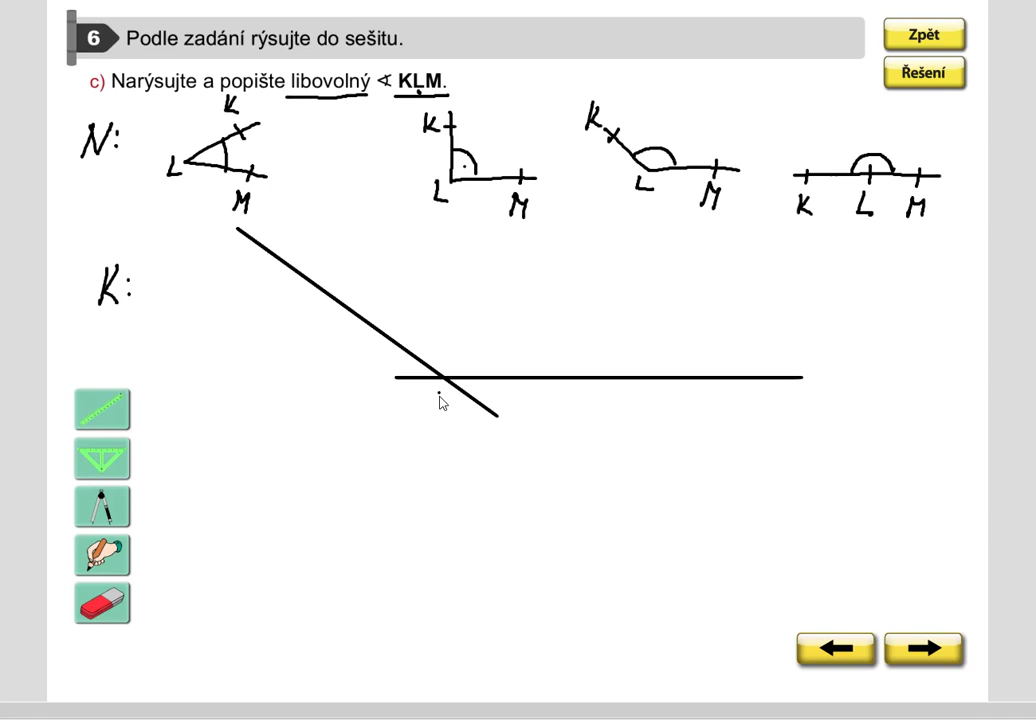 6 Podle zadání rýsujte do sešitu.
Zpět
Řešení
c) Narýsujte a popište libovolný ∢ KLM.
N:
K
L
M
K
L
M
K
L
M
K L M
K: